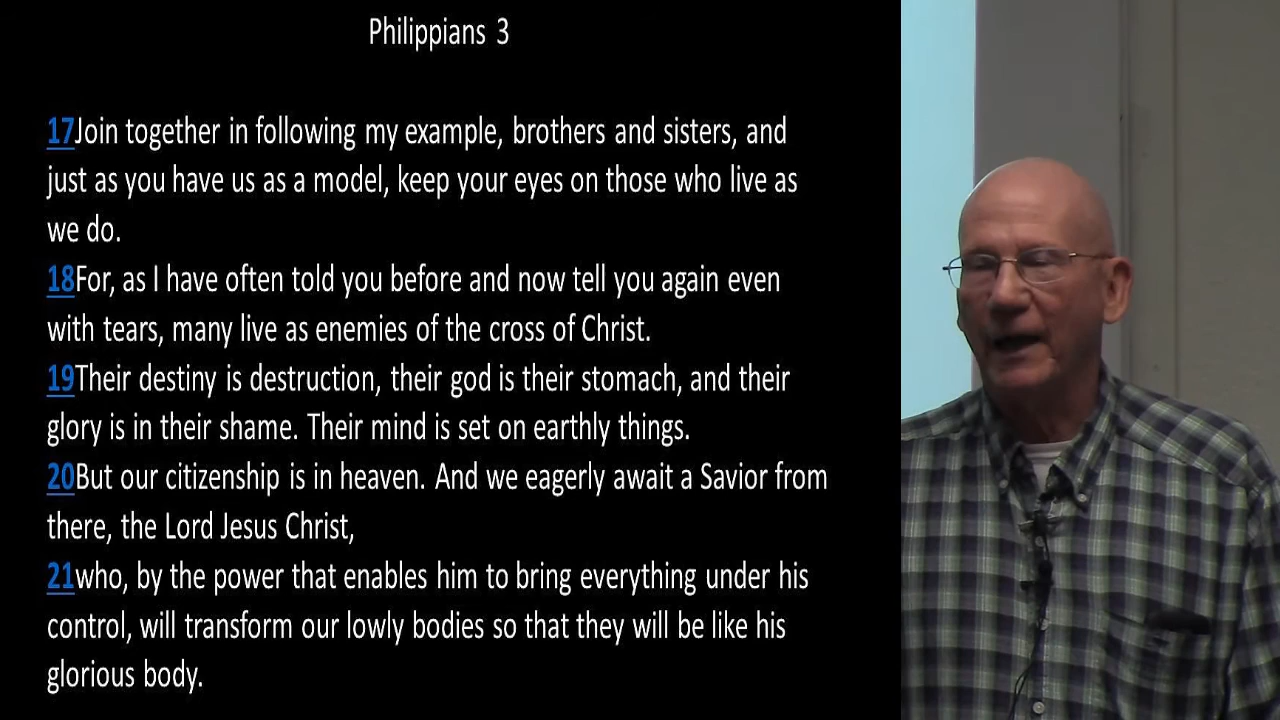 Philippians 3
17Join together in following my example, brothers and sisters, and
just as you have us as a model, keep your eyes on those who live as
we do.
18For, as I have often told you before and now tell you again even
with tears, many live as enemies of the cross of Christ.
19Their destiny is destruction, their god is their stomach, and their
glory is in their shame. Their mind is set on earthly things.
20But our citizenship is in heaven. And we eagerly await a Savior from
there, the Lord Jesus Christ,
21who, by the power that enables him to bring everything under his
control, will transform our lowly bodies so that they will be like his
glorious body.